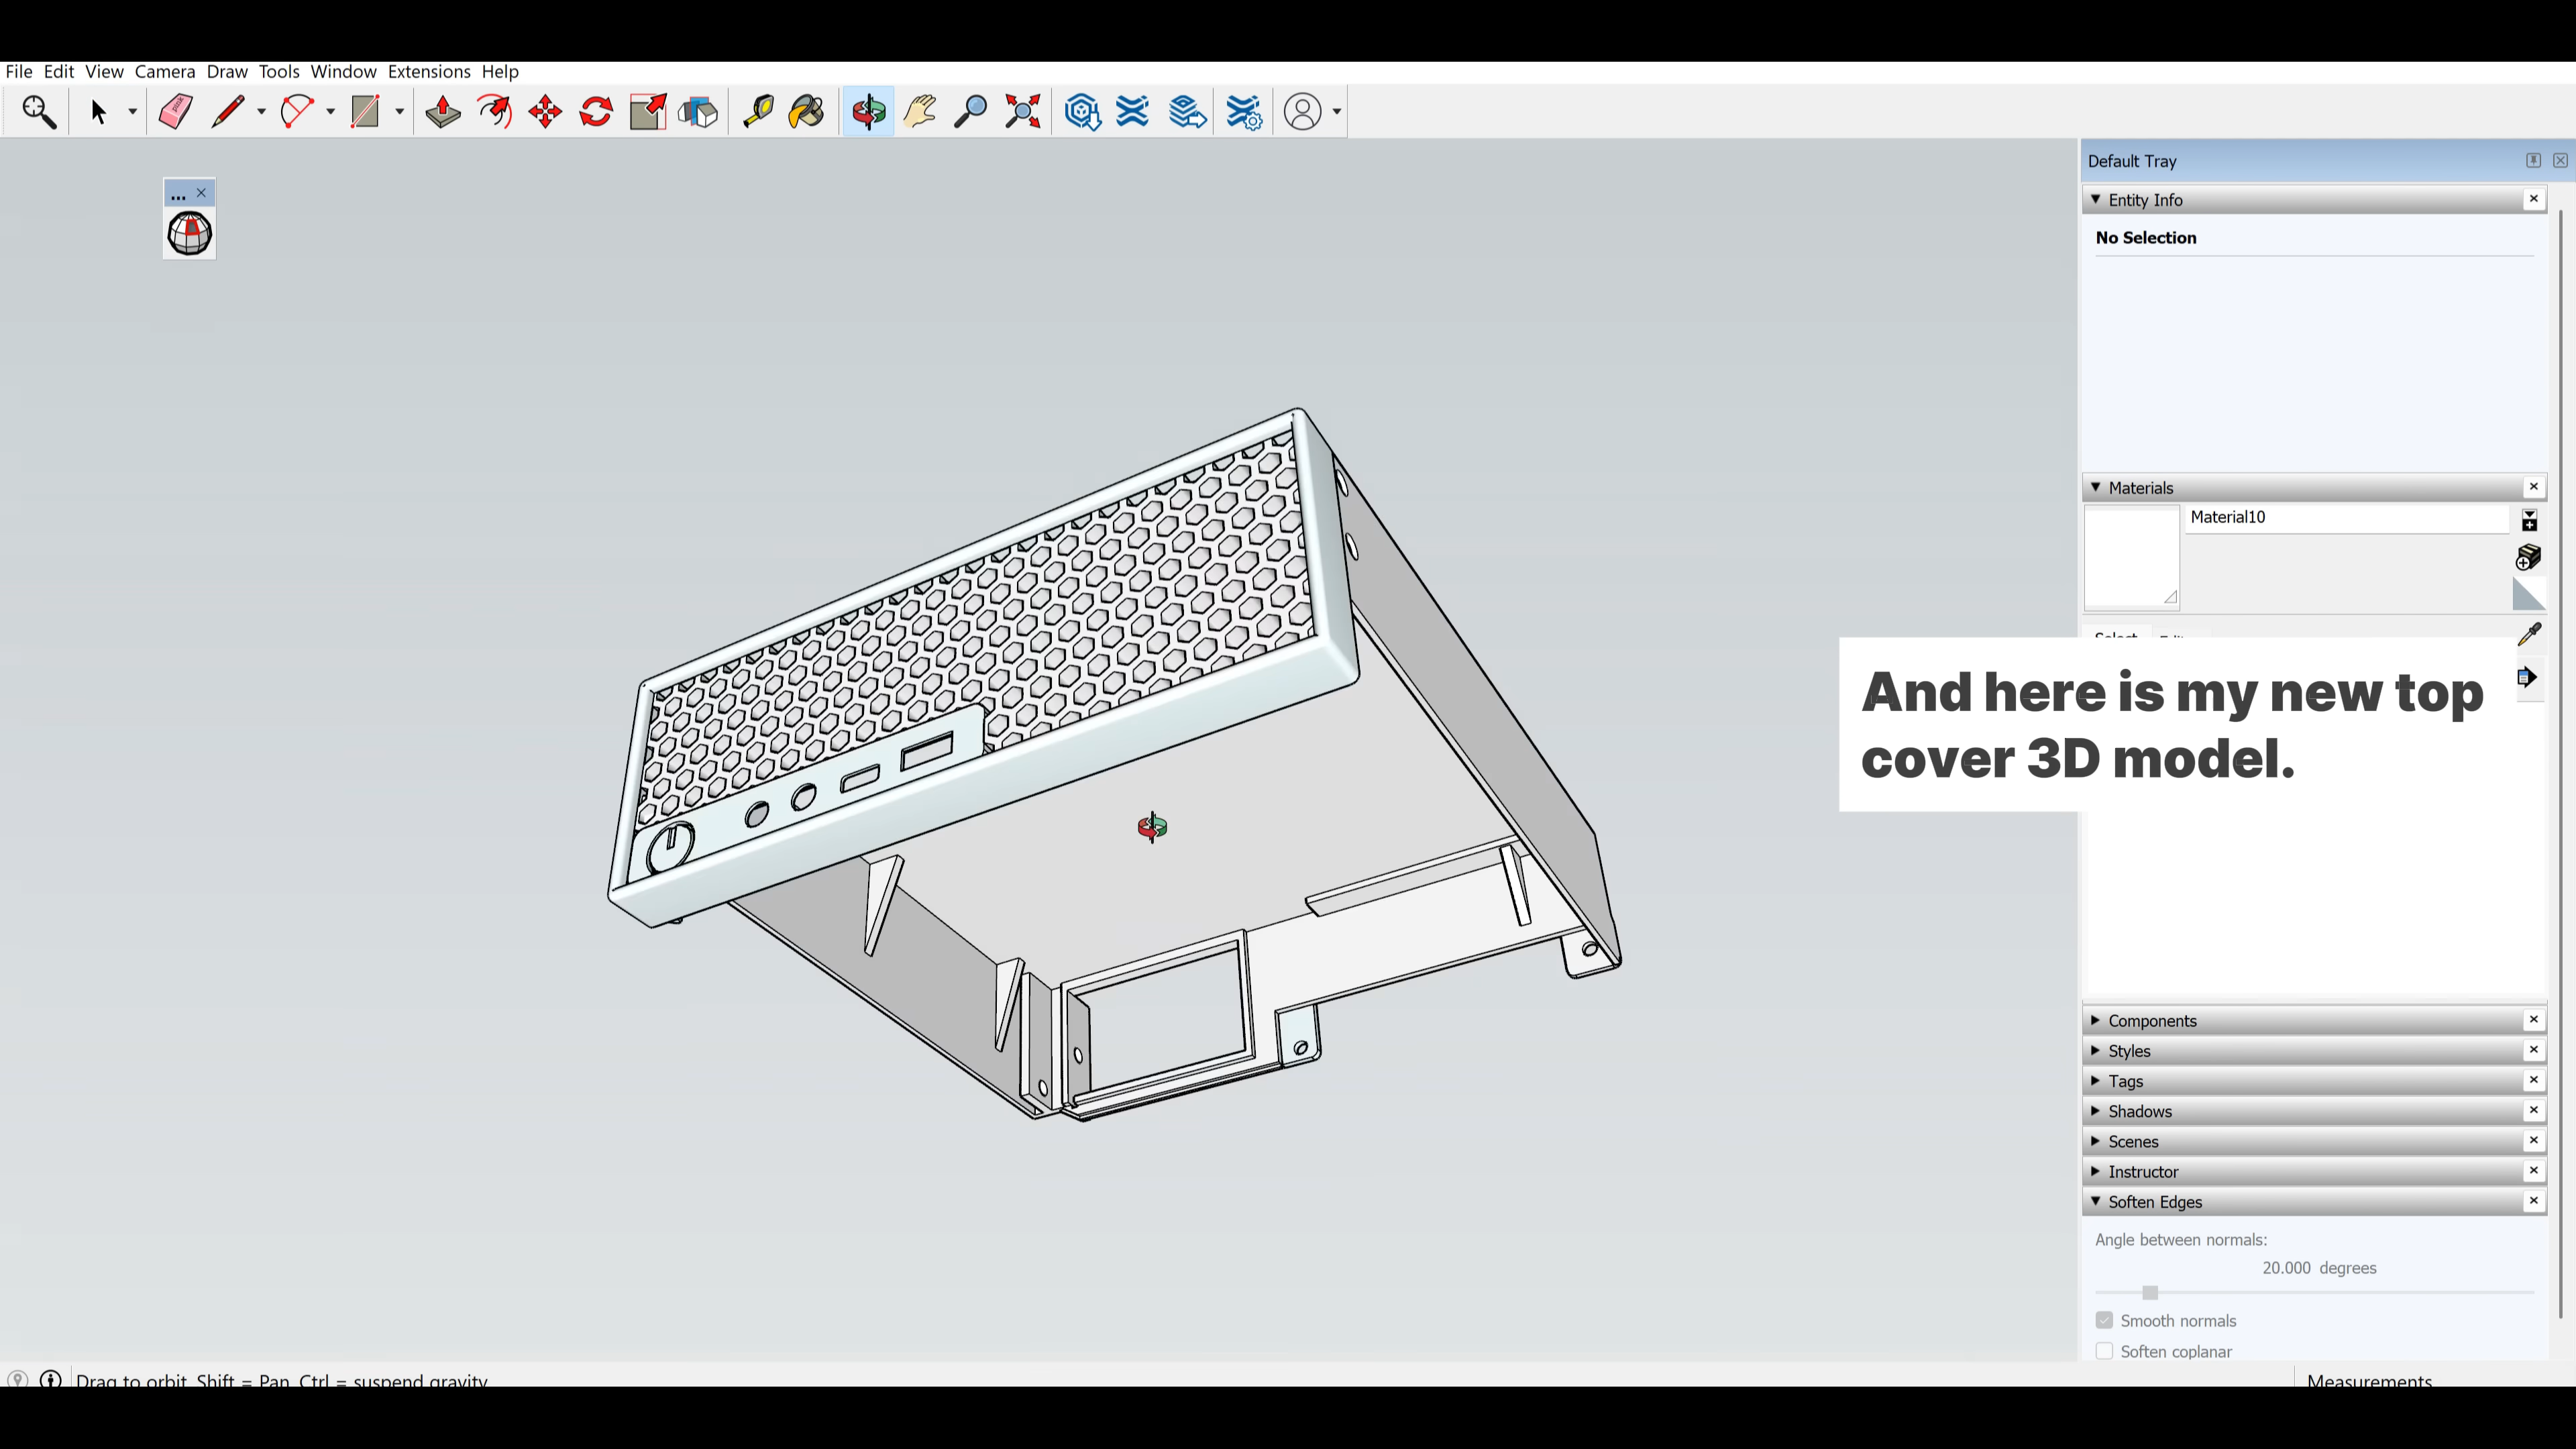 File Edit View Camera Draw Tools Window Extensions Help
...
Default Tray
Entity Info
No Selection
Materials
Material10
Select
And here is my new top
cover 3D model.
Components
Styles
Tags
Shadows
Scenes
Instructor
Soften Edges
Angle between normals:
20.000 degrees
Smooth normals
Soften coplanar
Drag to orbit. Shift = Pan, Ctrl = suspend gravity
Measurements